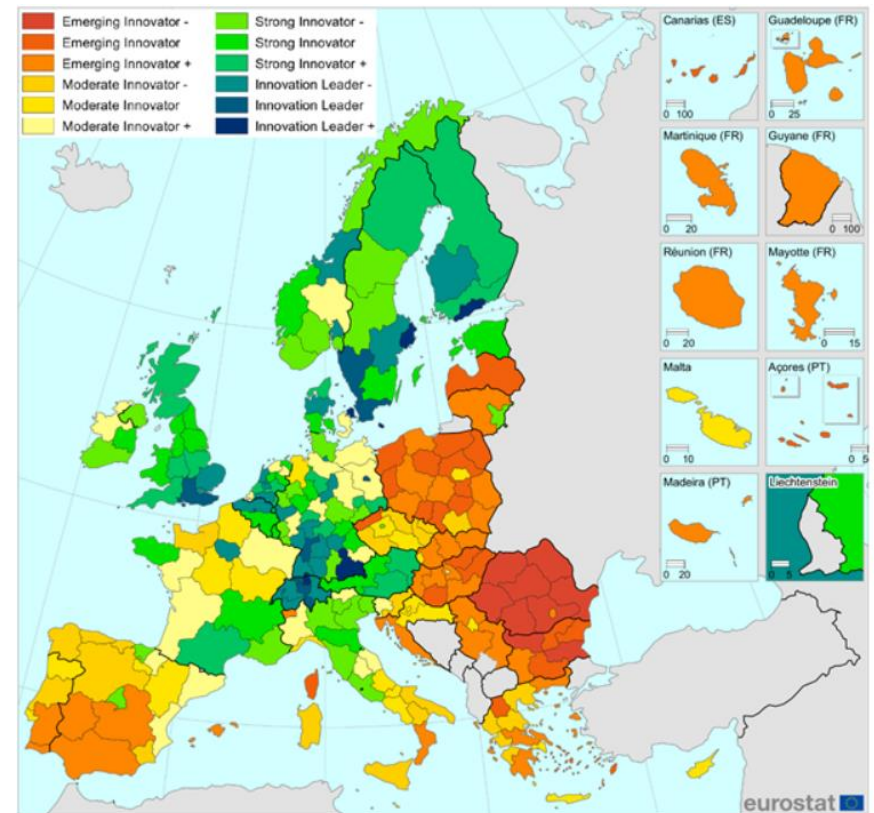 Emerging Innovator -
Emerging Innovator
Emerging Innovator +
Moderate Innovator -
Moderate Innovator
Moderate Innovator +
Strong Innovator -
Strong Innovator
Strong Innovator +
Innovation Leader -
Innovation Leader
Innovation Leader +
Canarias (ES)
0 100
Guadeloupe (FR)
0 25
Martinique (FR)
0 20
Guyane (FR)
0 100
Réunion (FR)
0 20
Mayotte (FR)
0 15
Malta
0 10
Açores (PT)
0 5
Madeira (PT)
0 20
Liechtenstein
0 5
eurostat